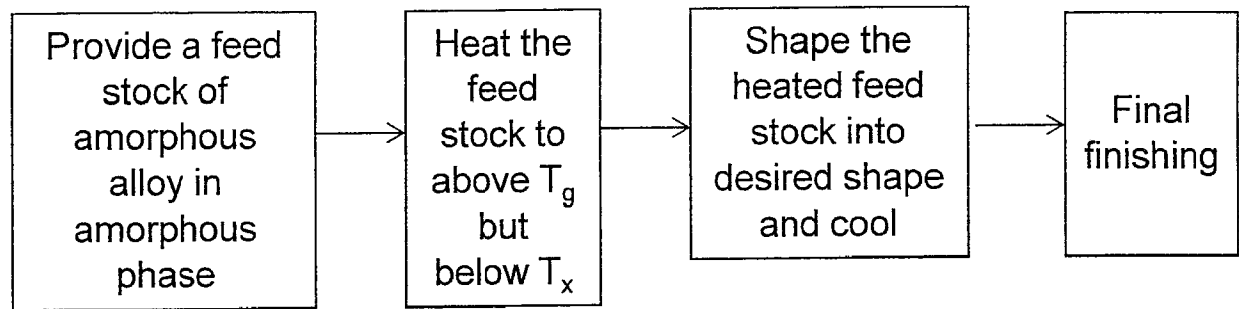 Provide a feed
stock of
amorphous
alloy in
amorphous
phase
Heat the
feed
stock to
above Tg
but
below Tx
Shape the
heated feed
stock into
desired shape
and cool
Final
finishing